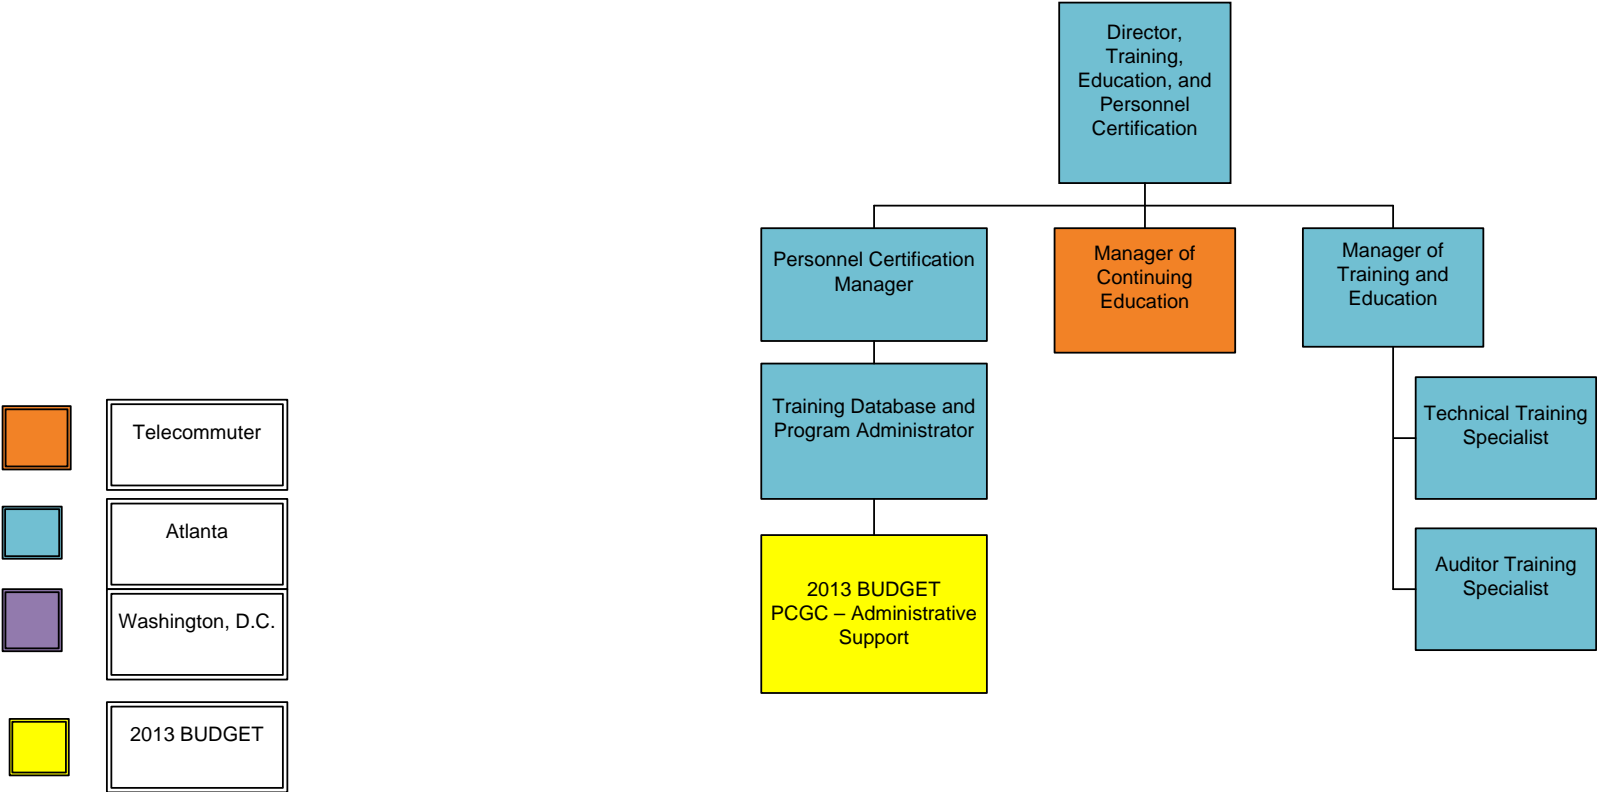 Director,
Training,
Education, and
Personnel
Certification
Personnel Certification
Manager
Manager of
Continuing
Education
Manager of
Training and
Education
Training Database and
Program Administrator
Technical Training
Specialist
Auditor Training
Specialist
2013 BUDGET
PCGC – Administrative
Support
Telecommuter
Atlanta
Washington, D.C.
2013 BUDGET